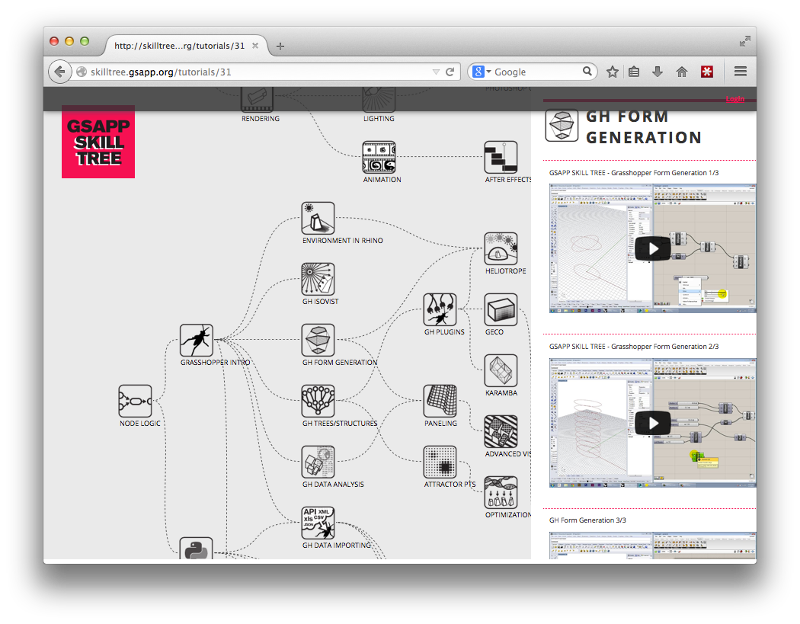 http://skilltree...rg/tutorials/31
skilltree.gsapp.org/tutorials/31
Google
Login
GSAPP
SKILL
TREE
RENDERING
LIGHTING
ANIMATION
AFTER EFFECTS
ENVIRONMENT IN RHINO
HELIOTROPE
GH ISOVIST
GRASSHOPPER INTRO
GH FORM GENERATION
GH PLUGINS
GECO
KARAMBA
NODE LOGIC
GH TREES/STRUCTURES
PANELING
ADVANCED VIS
GH DATA ANALYSIS
ATTRACTOR PTS
OPTIMIZATION
API XML
xls csv
JSON
GH DATA IMPORTING
GH FORM
GENERATION
GSAPP SKILL TREE - Grasshopper Form Generation 1/3
GSAPP SKILL TREE - Grasshopper Form Generation 2/3
GH Form Generation 3/3